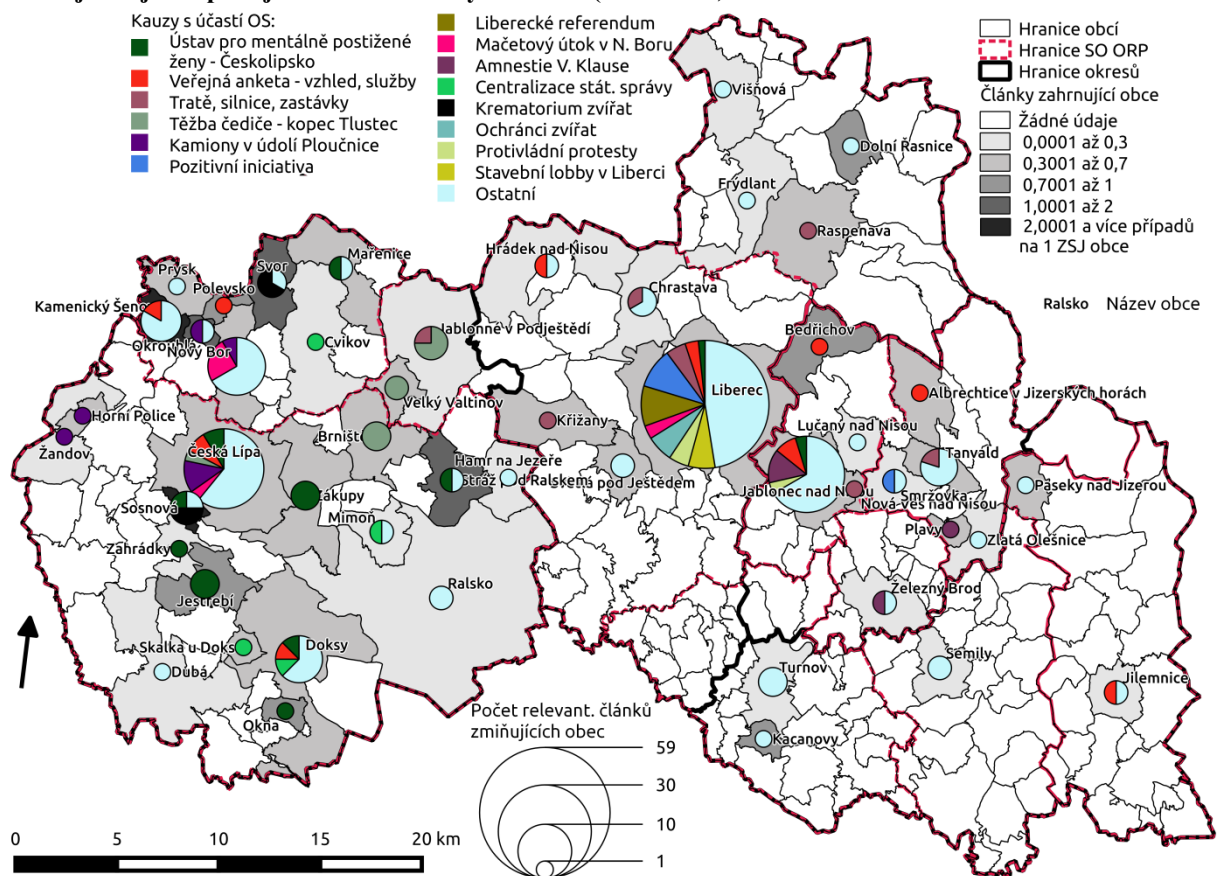 Kauzy s účastí OS:
Ústav pro mentálně postižené
ženy - Českolipsko
Veřejná anketa - vzhled, služby
Tratě, silnice, zastávky
Těžba čediče - kopec Tlustec
Kamiony v údolí Ploučnice
Pozitivní iniciativa
Liberecké referendum
Mačetový útok v N. Boru
Amnestie V. Klause
Centralizace stát. správy
Krematorium zvířat
Ochránci zvířat
Protivládní protesty
Stavební lobby v Liberci
Ostatní
Hranice obcí
Hranice SO ORP
Hranice okresů
Články zahrnující obce
Žádné údaje
0,0001 až 0,3
0,3001 až 0,7
0,7001 až 1
1,0001 až 2
2,0001 a více případů
na 1 ZSJ obce
Ralsko Název obce
Višňová
Dolní Řasnice
Frýdlant
Raspenava
Hrádek nad Nisou
Chrastava
Mařenice
Svor
Prysk
Polevsko
Kamenický Šeno
Okrouhlá
Nový Bor
Cvikov
Jablonné v Podještědí
Velký Valtinov
Bedřichov
Liberec
Albrechtice v Jizerských horách
Horní Police
Žandov
Křižany
Brništ
Česká Lípa
Lučany nad Nisou
Tanvald
Hamr na Jezeře
Stráž pod Ralskem
pod Ještědem
Jablonec nad Nisou
Smržovka
Nová Ves nad Nisou
Paseky nad Jizerou
Zákupy
Sosnová
Mimoň
Plavy
Zlatá Olešnice
Zahrádky
Jestřebí
Ralsko
Železný Brod
Skalka u Doks
Doksy
Dubá
Turnov
Semily
Jilemnice
Okna
Kacanovy
Počet relevant. článků
zmiňujících obec
59
30
10
1
0 5 10 15 20 km